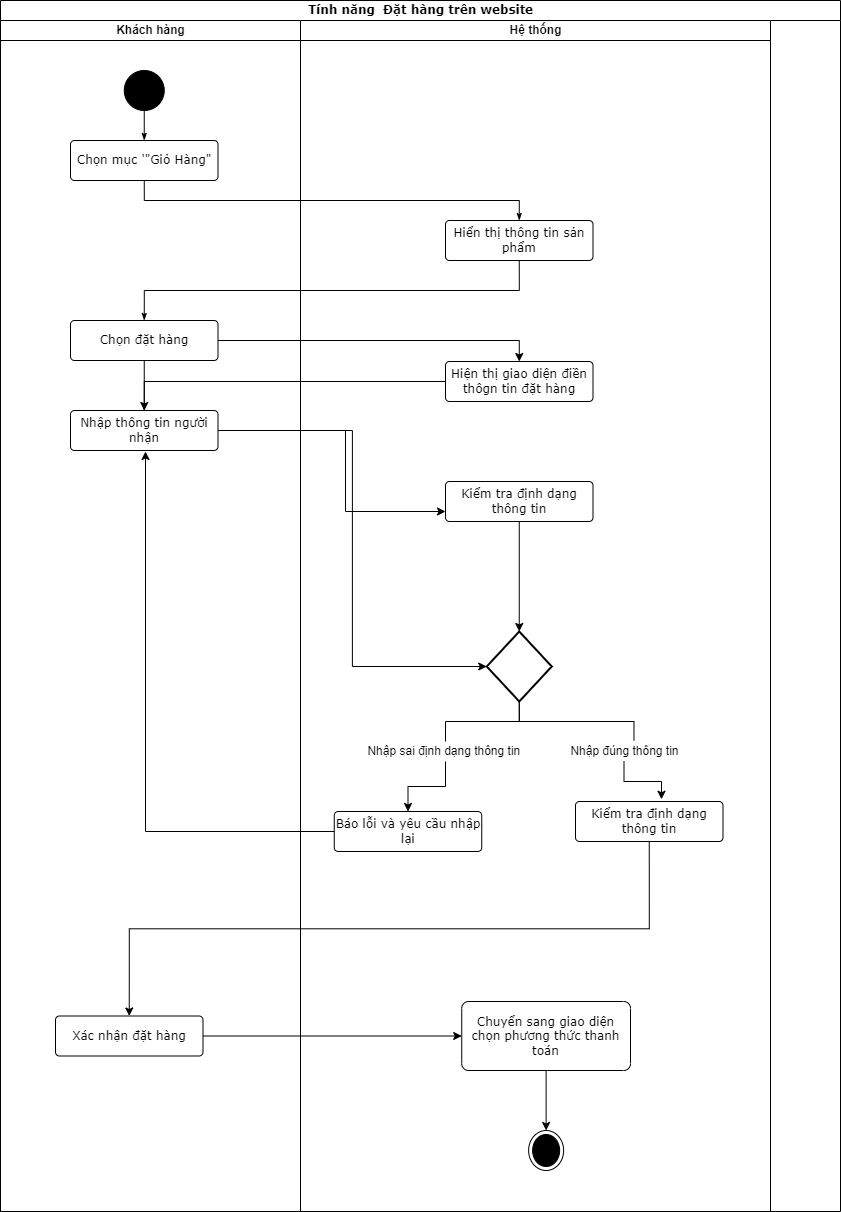 Tính năng  Đặt hàng trên website
Khách hàng
Hệ thống
Chọn mục '"Giỏ Hàng"
Hiển thị thông tin sản
phẩm
Chọn đặt hàng
Hiện thị giao diện điền
thôgn tin đặt hàng
Nhập thông tin người
nhận
Kiểm tra định dạng
thông tin
Nhập sai định dạng thông tin
Nhập đúng thông tin
Báo lỗi và yêu cầu nhập
lại
Kiểm tra định dạng
thông tin
Xác nhận đặt hàng
Chuyển sang giao diện
chọn phương thức thanh
toán